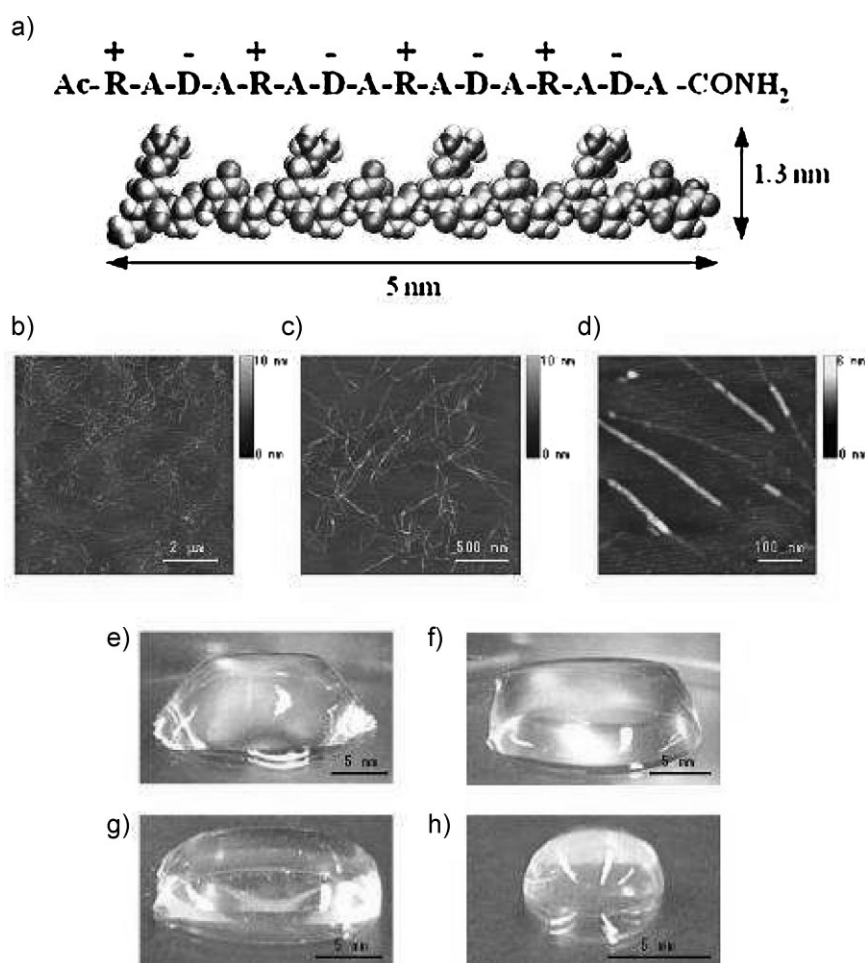 a)
+ - + - + - + -
Ac-R-A-D-A-R-A-D-A-R-A-D-A-R-A-D-A -CONH2
1.3 nm
5 nm
b)
c)
d)
10 nm
0 nm
2 μm
10 nm
0 nm
500 nm
6 nm
0 nm
100 nm
e)
f)
5 mm
5 mm
g)
h)
5 mm
5 mm